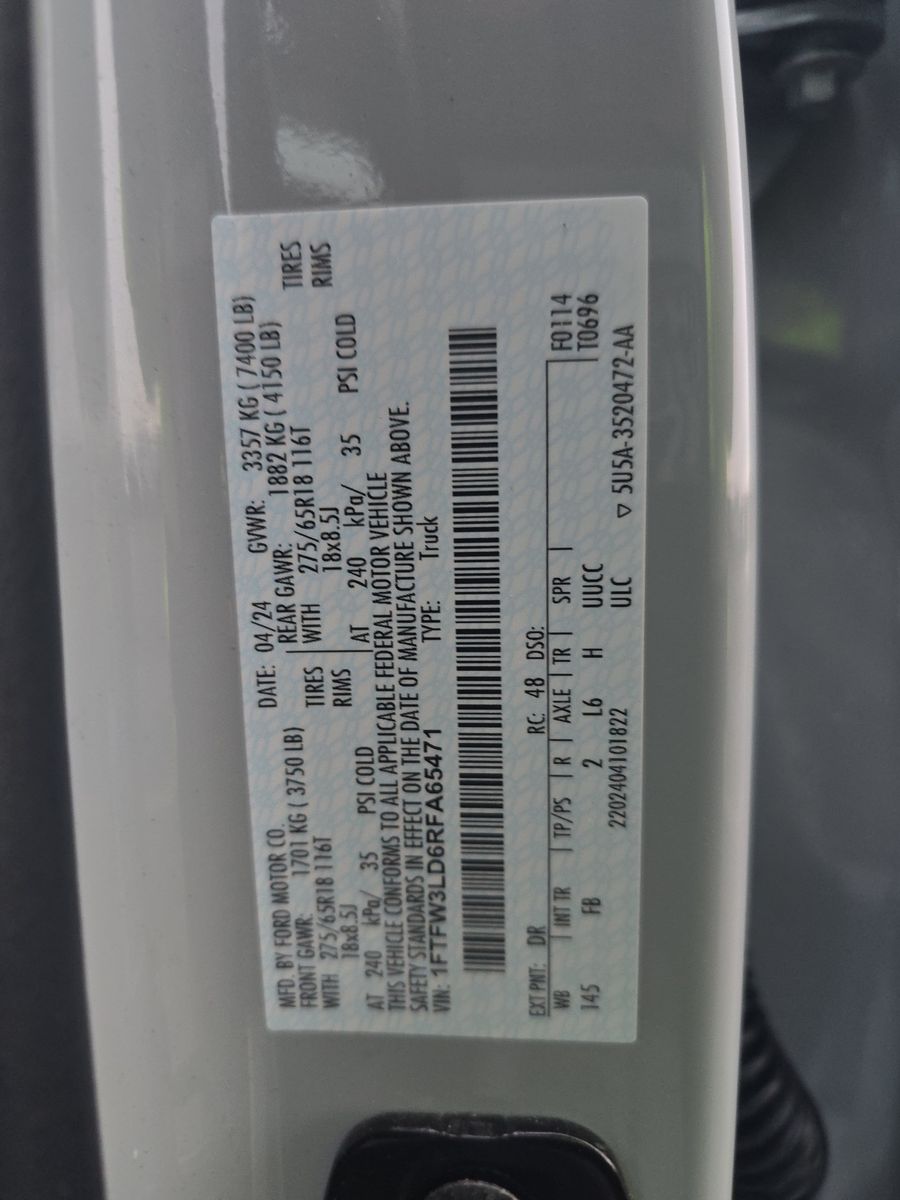 MFD. BY FORD MOTOR CO. DATE: 04/24 GVWR: 3357 KG ( 7400 LB)
FRONT GAWR: 1701 KG ( 3750 LB) REAR GAWR: 1882 KG ( 4150 LB)
WITH 275/65R18 116T TIRES WITH 275/65R18 116T TIRES
18x8.5J RIMS 18x8.5J RIMS
AT 240 kPa/ 35 PSI COLD AT 240 kPa/ 35 PSI COLD
THIS VEHICLE CONFORMS TO ALL APPLICABLE FEDERAL MOTOR VEHICLE
SAFETY STANDARDS IN EFFECT ON THE DATE OF MANUFACTURE SHOWN ABOVE.
VIN: 1FTFW3LD6RFA65471 TYPE: Truck
EXT PNT: DR RC: 48 DSO: F0114
WB INT TR TP/PS R AXLE TR SPR T0696
145 FB 2 L6 H UUCC
2202404101822 ULC ▽ 5U5A-3520472-AA